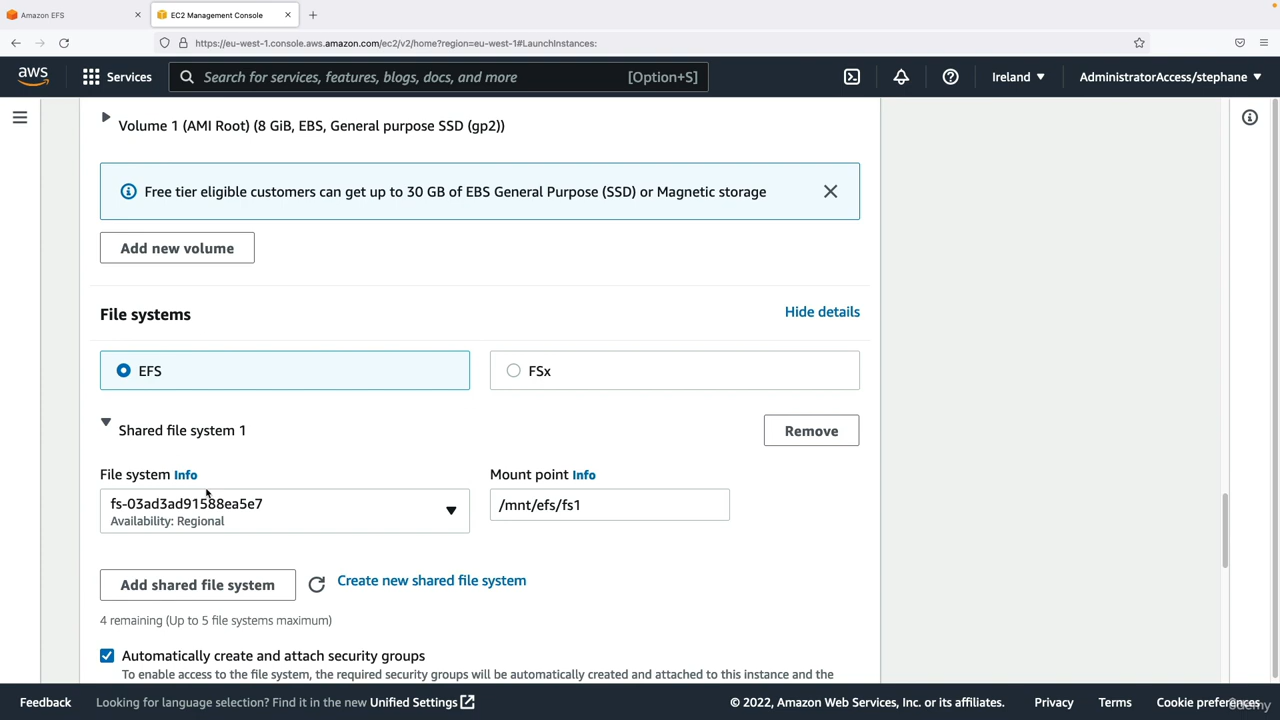 Amazon EFS
EC2 Management Console
https://eu-west-1.console.aws.amazon.com/ec2/v2/home?region=eu-west-1#LaunchInstances:
aws
Services
Search for services, features, blogs, docs, and more
[Option+S]
Ireland
AdministratorAccess/stephane
Volume 1 (AMI Root) (8 GiB, EBS, General purpose SSD (gp2))
Free tier eligible customers can get up to 30 GB of EBS General Purpose (SSD) or Magnetic storage
Add new volume
File systems
Hide details
EFS
FSx
Shared file system 1
Remove
File system Info
Mount point Info
fs-03ad3ad91588ea5e7
Availability: Regional
/mnt/efs/fs1
Add shared file system
Create new shared file system
4 remaining (Up to 5 file systems maximum)
Automatically create and attach security groups
To enable access to the file system, the required security groups will be automatically created and attached to this instance and the
Feedback
Looking for language selection? Find it in the new Unified Settings
© 2022, Amazon Web Services, Inc. or its affiliates.
Privacy
Terms
Cookie preferences
Udemy